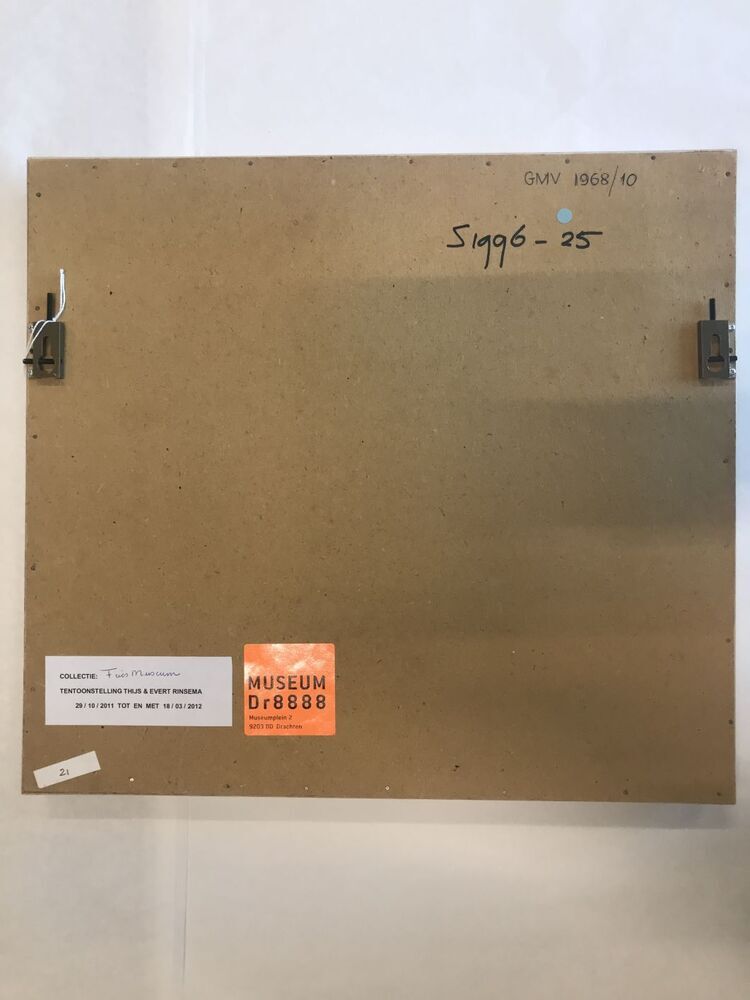 GMV 1968/10
S1996 - 25
COLLECTIE: Fries Museum
TENTOONSTELLING THIJS & EVERT RINSEMA
29 / 10 / 2011 TOT EN MET 18 / 03 / 2012
MUSEUM
Dr8888
Museumplein 2
9203 DD Drachten
21